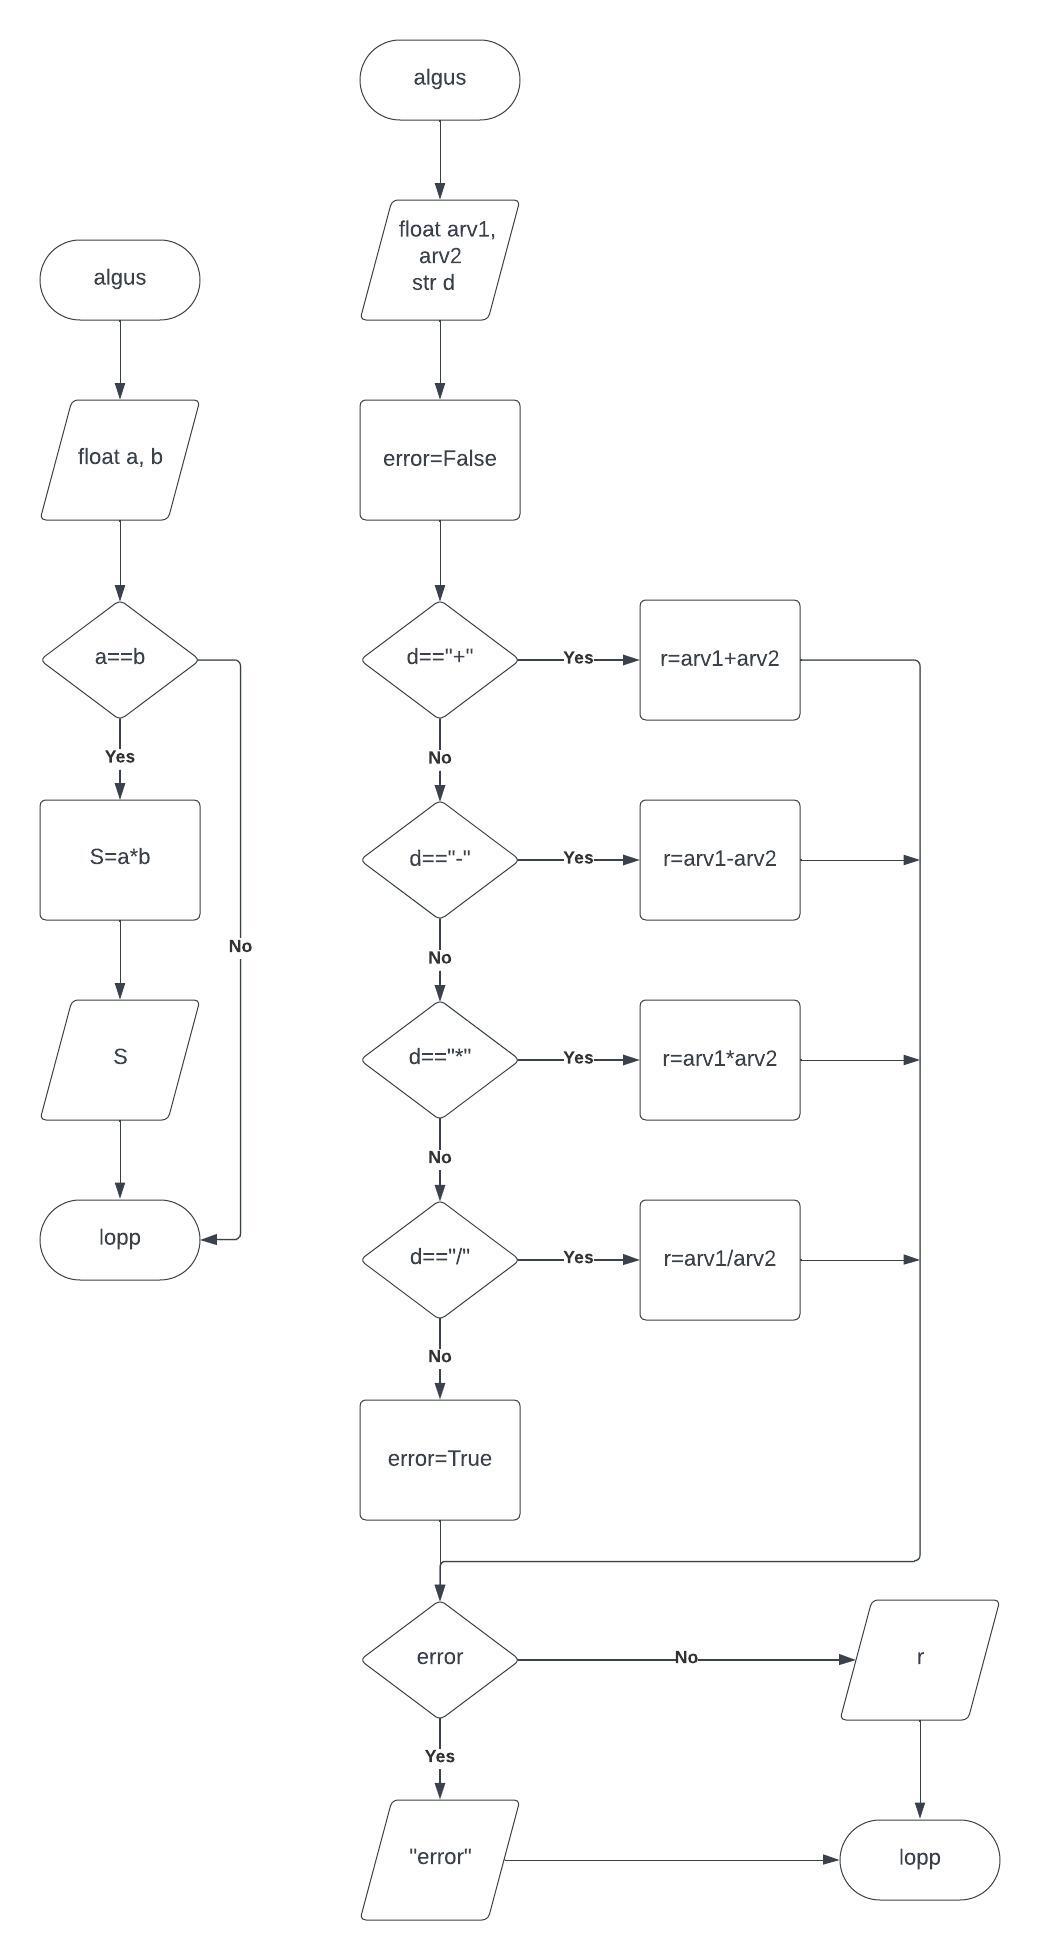 algus
float a, b
a==b
Yes
No
S=a*b
S
lopp
algus
float arv1,
arv2
str d
error=False
d=="+"
Yes
r=arv1+arv2
No
d=="-"
Yes
r=arv1-arv2
No
d=="*"
Yes
r=arv1*arv2
No
d=="/"
Yes
r=arv1/arv2
No
error=True
error
No
r
Yes
"error"
lopp